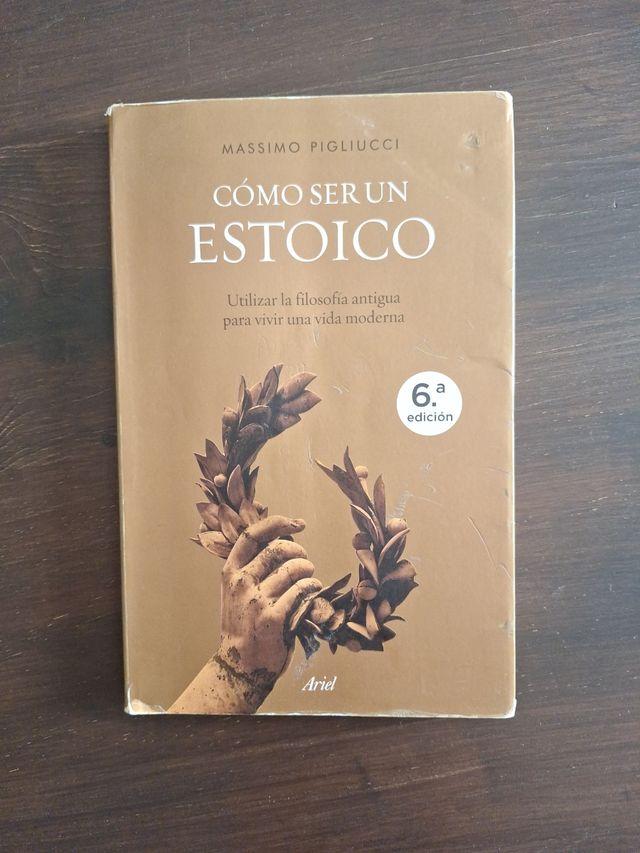 MASSIMO PIGLIUCCI
CÓMO SER UN
ESTOICO
Utilizar la filosofía antigua
para vivir una vida moderna
6.ª
edición
Ariel